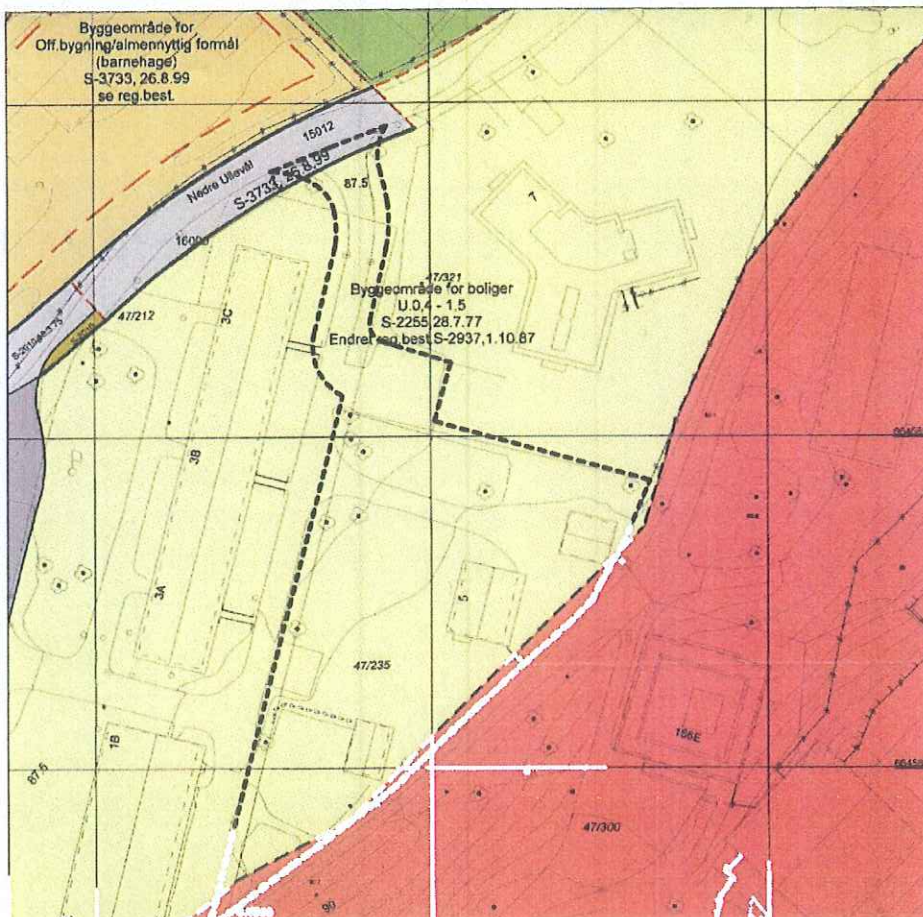 Byggeområde for
Off.bygning/almennyttig formål
(barnehage)
S-3733, 26.8.99
se reg.best.
15012
Nedre Ullevål
S-3733, 26.8.99
87.5
7
47/321
Byggeområde for boliger
U.0,4 - 1,5
S-2255,28.7.77
Endret reg.best.S-2937,1.10.87
47/212
3C
3B
3A
5
47/235
186E
1B
87.5
47/300
90